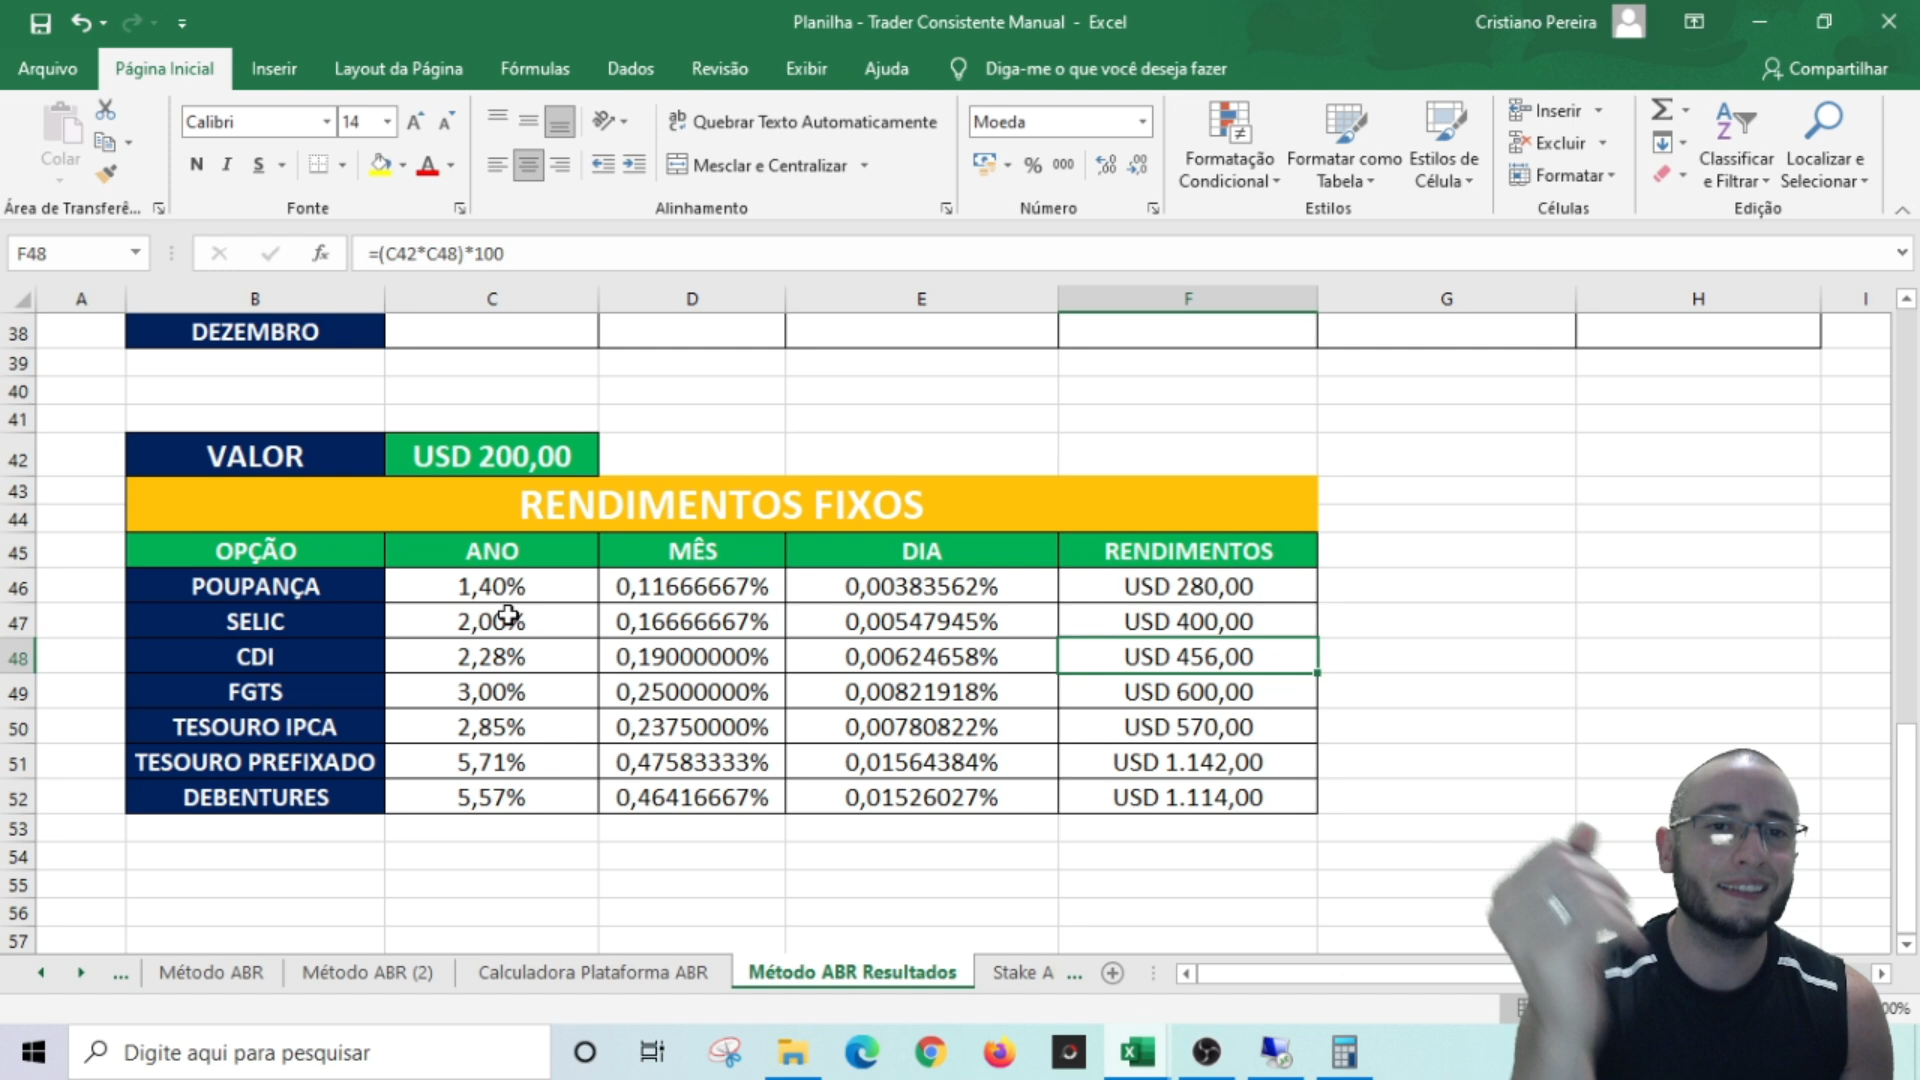 Planilha - Trader Consistente Manual - Excel
Cristiano Pereira
Arquivo
Página Inicial
Inserir
Layout da Página
Fórmulas
Dados
Revisão
Exibir
Ajuda
Diga-me o que você deseja fazer
Compartilhar
Colar
Área de Transferê...
Calibri
14
N I S
Fonte
Quebrar Texto Automaticamente
Mesclar e Centralizar
Alinhamento
Moeda
% 000
Número
Formatação Condicional
Formatar como Tabela
Estilos de Célula
Estilos
Inserir
Excluir
Formatar
Células
Classificar e Filtrar
Localizar e Selecionar
Edição
F48
fx
=(C42*C48)*100
A B C D E F G H I
38 DEZEMBRO
39
40
41
42 VALOR USD 200,00
43
RENDIMENTOS FIXOS
44
45 OPÇÃO ANO MÊS DIA RENDIMENTOS
46 POUPANÇA 1,40% 0,11666667% 0,00383562% USD 280,00
47 SELIC 2,00% 0,16666667% 0,00547945% USD 400,00
48 CDI 2,28% 0,19000000% 0,00624658% USD 456,00
49 FGTS 3,00% 0,25000000% 0,00821918% USD 600,00
50 TESOURO IPCA 2,85% 0,23750000% 0,00780822% USD 570,00
51 TESOURO PREFIXADO 5,71% 0,47583333% 0,01564384% USD 1.142,00
52 DEBENTURES 5,57% 0,46416667% 0,01526027% USD 1.114,00
53
54
55
56
57
... Método ABR
Método ABR (2)
Calculadora Plataforma ABR
Método ABR Resultados
Stake A ...
Digite aqui para pesquisar